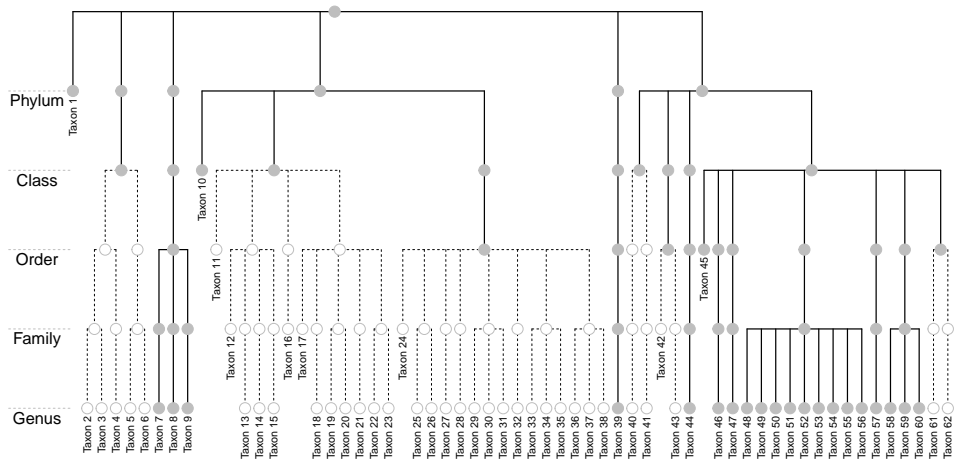 Phylum
Taxon 1
Class
Taxon 10
Order
Taxon 11
Taxon 45
Family
Taxon 12
Taxon 16
Taxon 17
Taxon 24
Taxon 42
Genus
Taxon 2
Taxon 3
Taxon 4
Taxon 5
Taxon 6
Taxon 7
Taxon 8
Taxon 9
Taxon 13
Taxon 14
Taxon 15
Taxon 18
Taxon 19
Taxon 20
Taxon 21
Taxon 22
Taxon 23
Taxon 25
Taxon 26
Taxon 27
Taxon 28
Taxon 29
Taxon 30
Taxon 31
Taxon 32
Taxon 33
Taxon 34
Taxon 35
Taxon 36
Taxon 37
Taxon 38
Taxon 39
Taxon 40
Taxon 41
Taxon 43
Taxon 44
Taxon 46
Taxon 47
Taxon 48
Taxon 49
Taxon 50
Taxon 51
Taxon 52
Taxon 53
Taxon 54
Taxon 55
Taxon 56
Taxon 57
Taxon 58
Taxon 59
Taxon 60
Taxon 61
Taxon 62